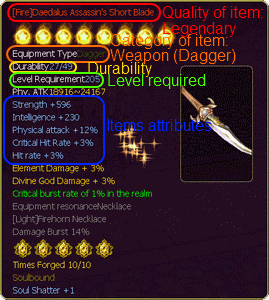 [Fire]Daedalus Assassin's Short Blade
Quality of item:
Legendary
Category of item:
Equipment Type:Dagger
Weapon (Dagger)
Durability27/49
Durability
Level Requirement205
Level required
Phy. ATK18916~24167
Strength +596
Intelligence +230
Physical attack +12%
Items attributes
Critical Hit Rate +3%
Hit rate +3%
Element Damage + 3%
Divine God Damage + 3%
Critical burst rate of 1% in the realm
Equipment resonanceNecklace
[Light]Firehorn Necklace
Damage Burst 14%
Times Forged 10/10
Soulbound
Soul Shatter +1